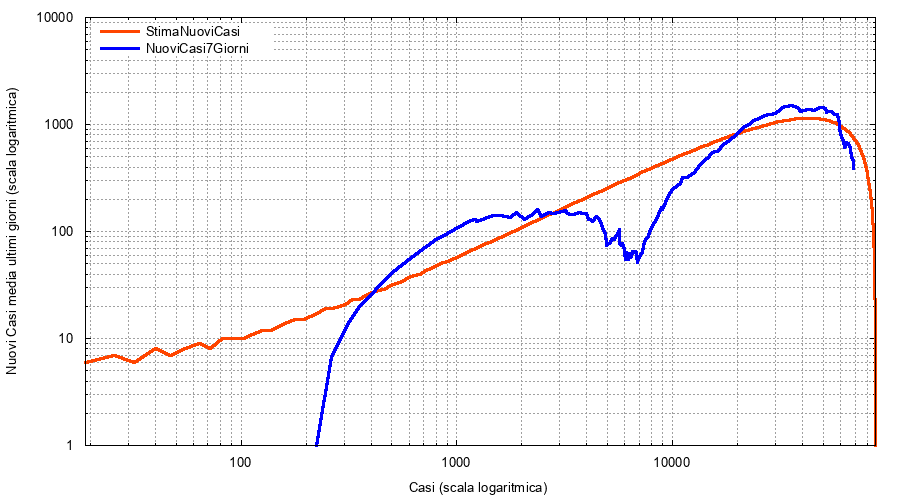 10000
StimaNuoviCasi
NuoviCasi7Giorni
1000
100
10
1
Nuovi Casi media ultimi giorni (scala logaritmica)
100
1000
10000
Casi (scala logaritmica)